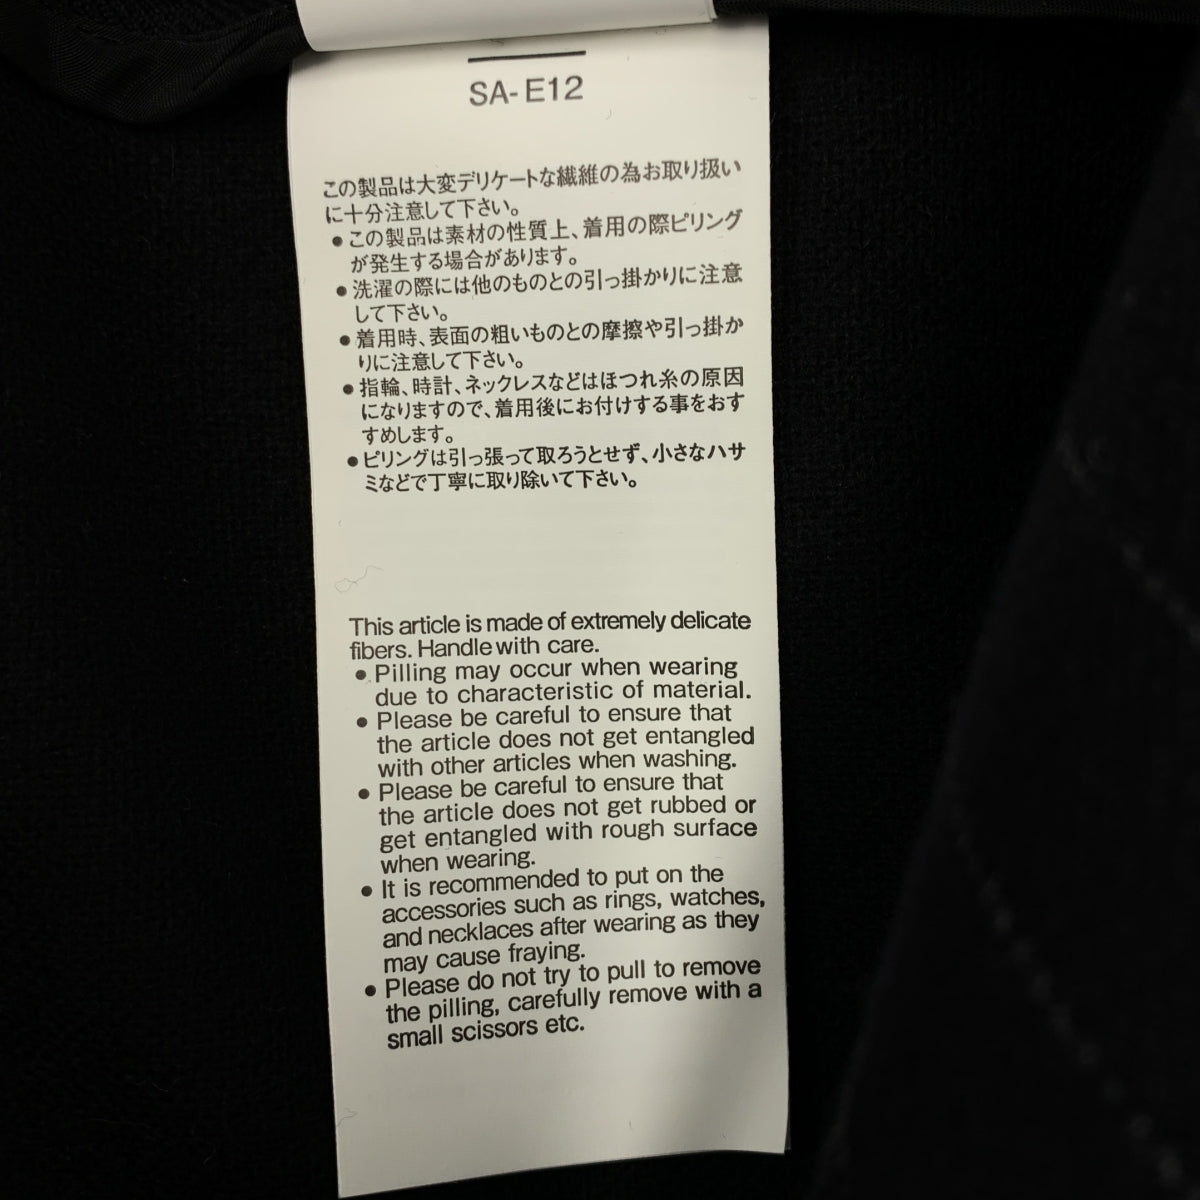 SA-E12
この製品は大変デリケートな繊維の為お取り扱い
に十分注意して下さい。
●この製品は素材の性質上、着用の際ピリング
が発生する場合があります。
●洗濯の際には他のものとの引っ掛かりに注意
して下さい。
●着用時、表面の粗いものとの摩擦や引っ掛か
りに注意して下さい。
●指輪、時計、ネックレスなどはほつれ糸の原因
になりますので、着用後にお付けする事をおす
すめします。
●ピリングは引っ張って取ろうとせず、小さなハサ
ミなどで丁寧に取り除いて下さい。
This article is made of extremely delicate
fibers. Handle with care.
● Pilling may occur when wearing
due to characteristic of material.
● Please be careful to ensure that
the article does not get entangled
with other articles when washing.
● Please be careful to ensure that
the article does not get rubbed or
get entangled with rough surface
when wearing.
● It is recommended to put on the
accessories such as rings, watches,
and necklaces after wearing as they
may cause fraying.
● Please do not try to pull to remove
the pilling, carefully remove with a
small scissors etc.